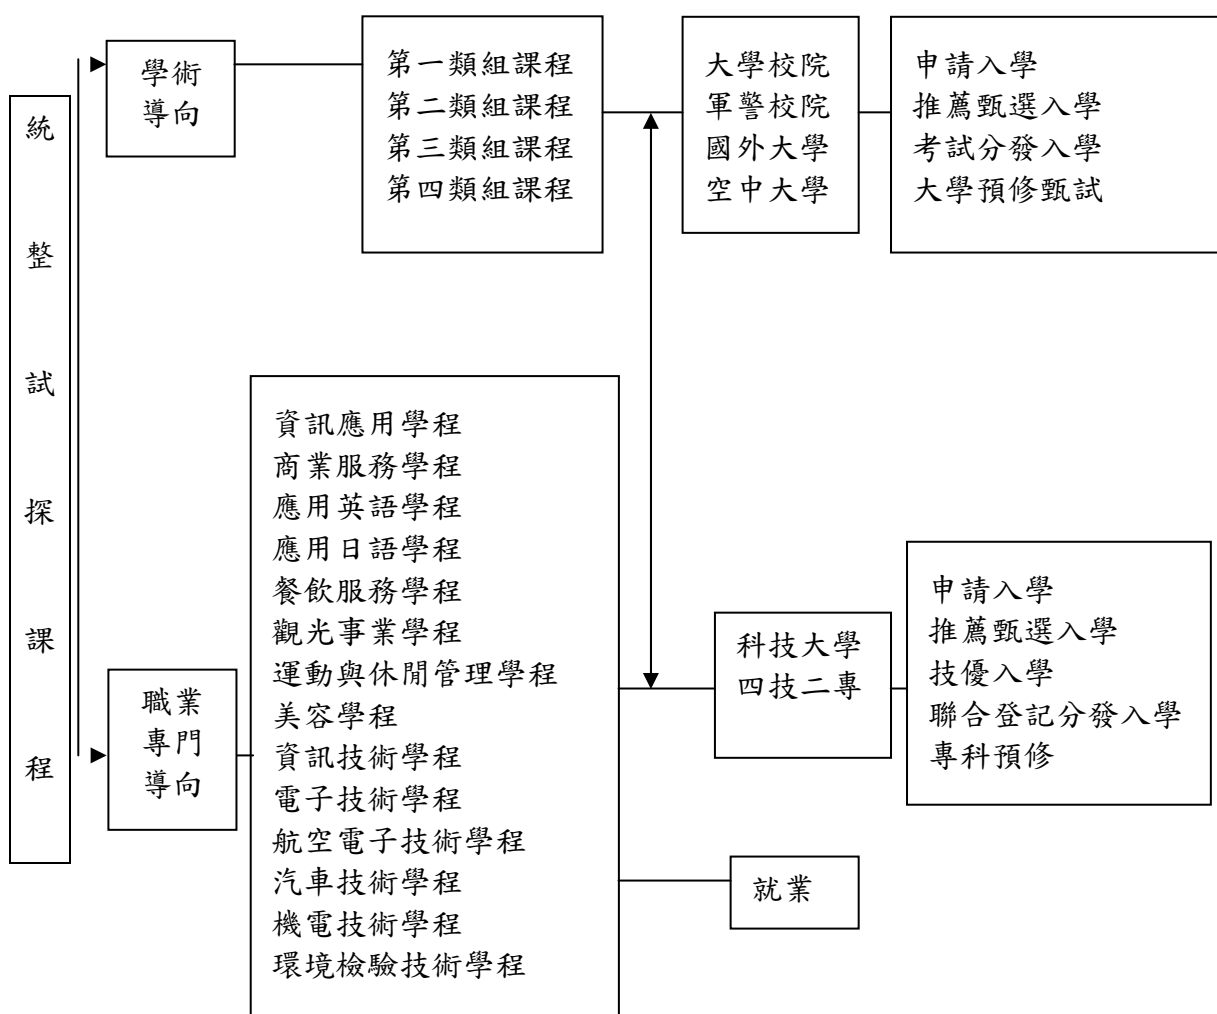 統整試探課程
學術
導向
第一類組課程
第二類組課程
第三類組課程
第四類組課程
大學校院
軍警校院
國外大學
空中大學
申請入學
推薦甄選入學
考試分發入學
大學預修甄試
職業
專門
導向
資訊應用學程
商業服務學程
應用英語學程
應用日語學程
餐飲服務學程
觀光事業學程
運動與休閒管理學程
美容學程
資訊技術學程
電子技術學程
航空電子技術學程
汽車技術學程
機電技術學程
環境檢驗技術學程
科技大學
四技二專
申請入學
推薦甄選入學
技優入學
聯合登記分發入學
專科預修
就業